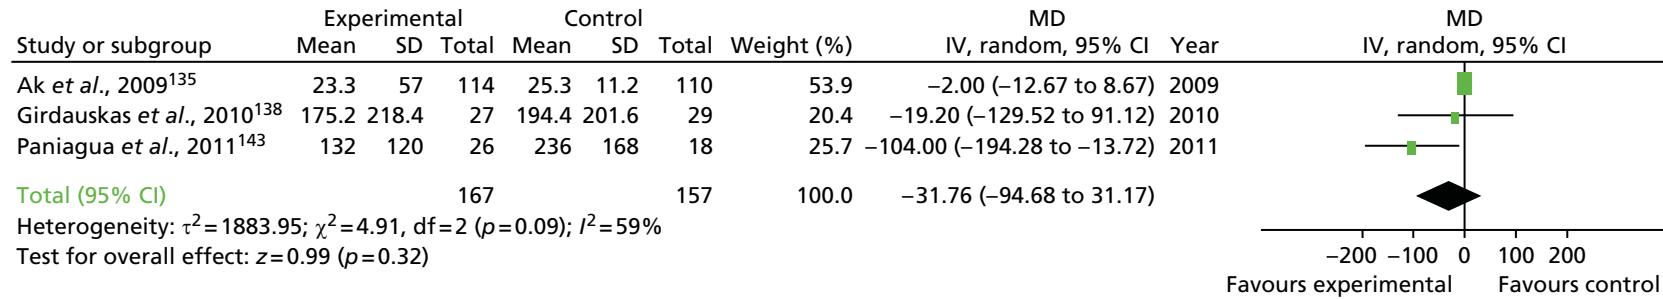 Experimental Control MD MD
Study or subgroup Mean SD Total Mean SD Total Weight (%) IV, random, 95% CI Year IV, random, 95% CI
Ak et al., 2009¹³⁵ 23.3 57 114 25.3 11.2 110 53.9 −2.00 (−12.67 to 8.67) 2009
Girdauskas et al., 2010¹³⁸ 175.2 218.4 27 194.4 201.6 29 20.4 −19.20 (−129.52 to 91.12) 2010
Paniagua et al., 2011¹⁴³ 132 120 26 236 168 18 25.7 −104.00 (−194.28 to −13.72) 2011
Total (95% CI) 167 157 100.0 −31.76 (−94.68 to 31.17)
Heterogeneity: τ²=1883.95; χ²=4.91, df=2 (p=0.09); I²=59%
Test for overall effect: z=0.99 (p=0.32)
−200 −100 0 100 200
Favours experimental Favours control